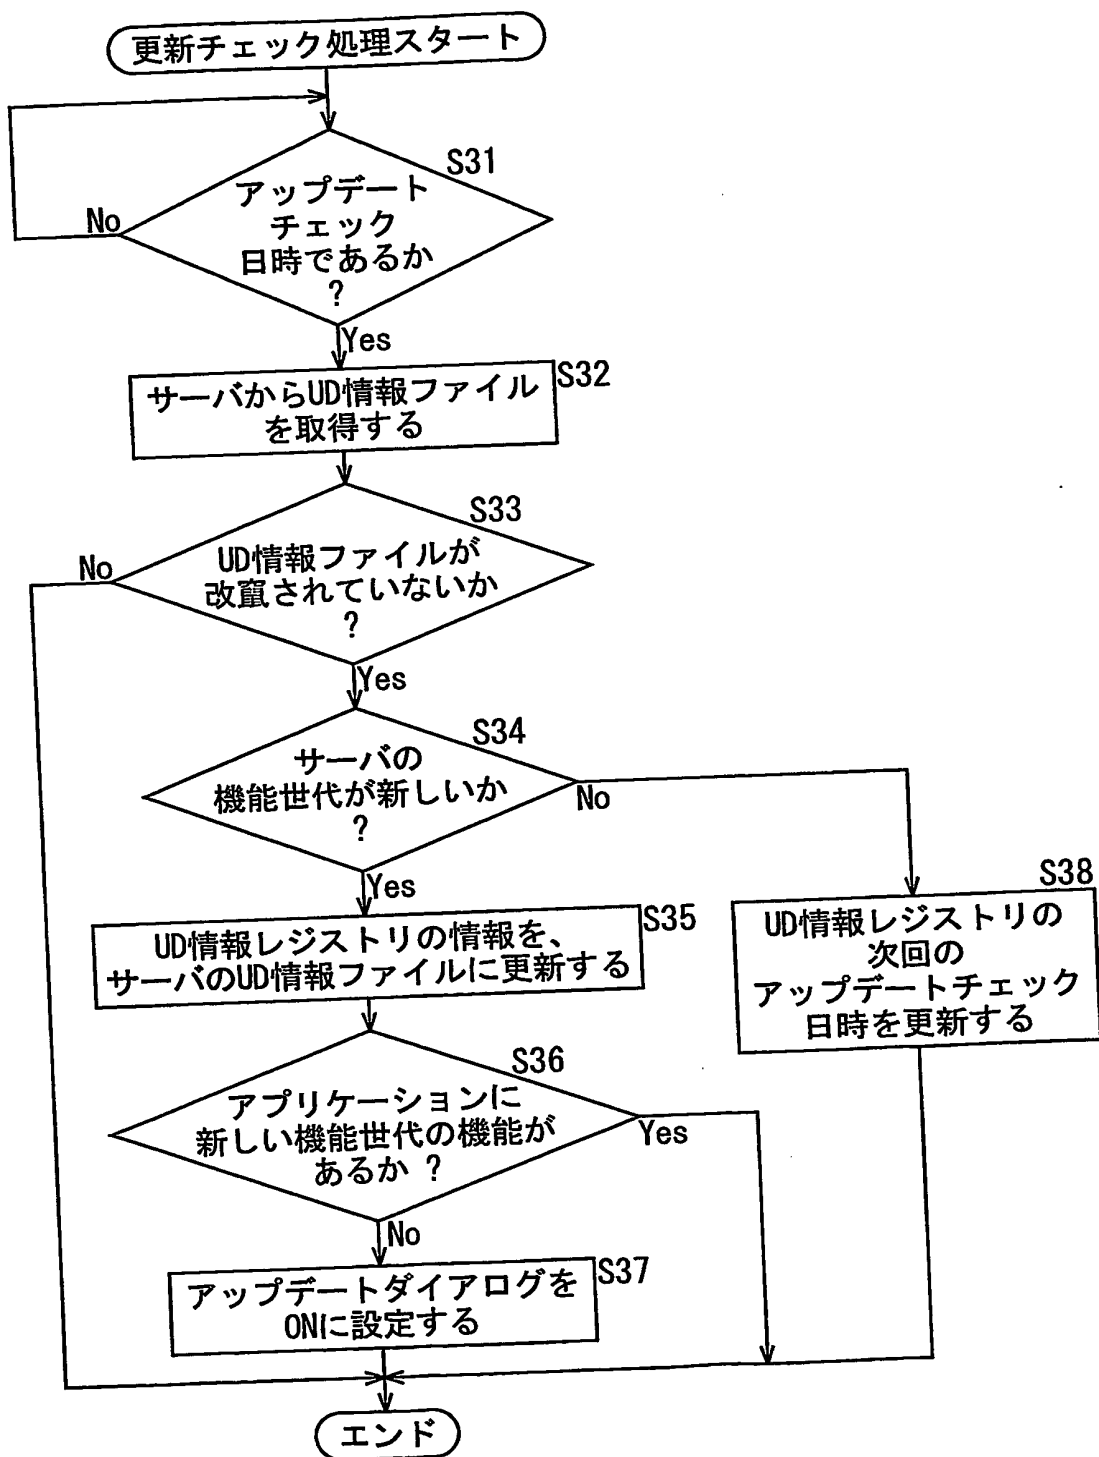 更新チェック処理スタート
S31
アップデート
チェック
日時であるか
?
No
Yes
S32
サーバからUD情報ファイル
を取得する
S33
UD情報ファイルが
改竄されていないか
?
No
Yes
S34
サーバの
機能世代が新しいか
?
No
Yes
S35
UD情報レジストリの情報を、
サーバのUD情報ファイルに更新する
S38
UD情報レジストリの
次回の
アップデートチェック
日時を更新する
S36
アプリケーションに
新しい機能世代の機能が
あるか ?
Yes
No
S37
アップデートダイアログを
ONに設定する
エンド